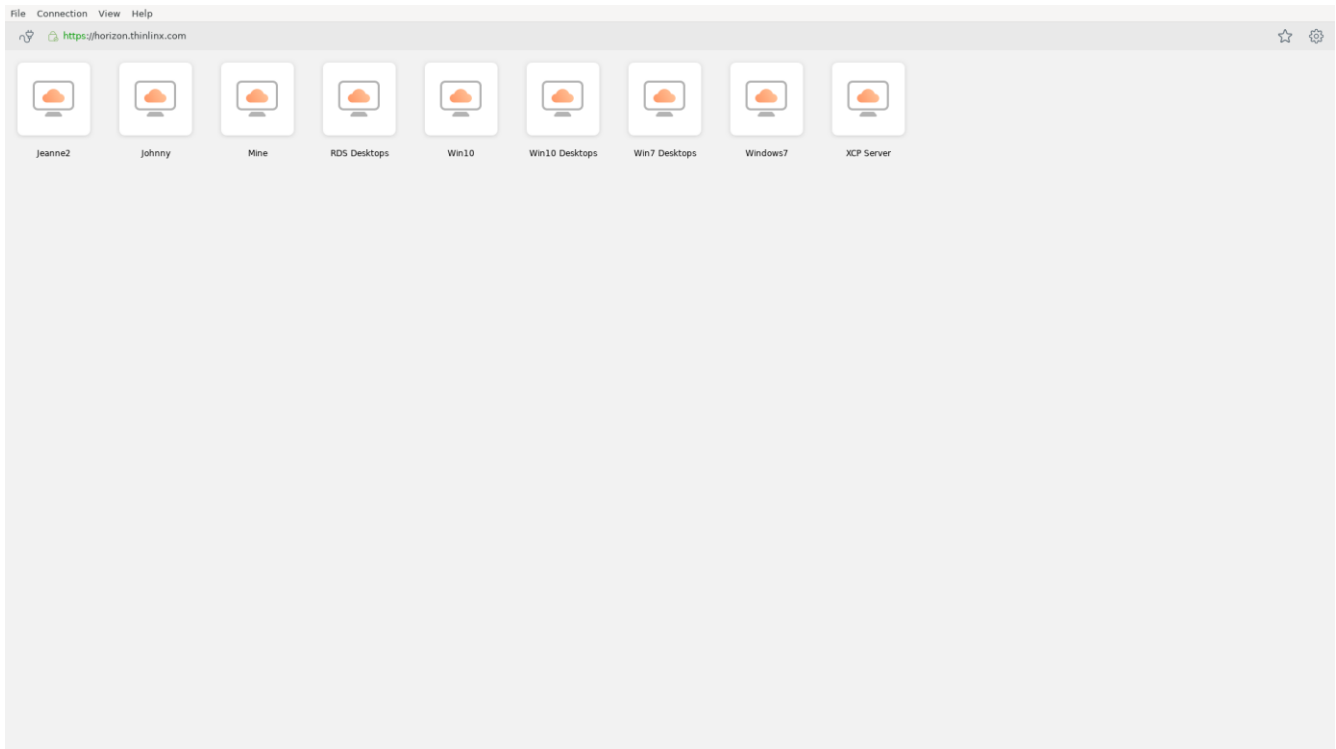 File Connection View Help
https://horizon.thinlinx.com
Jeanne2 Johnny Mine RDS Desktops Win10 Win10 Desktops Win7 Desktops Windows7 XCP Server